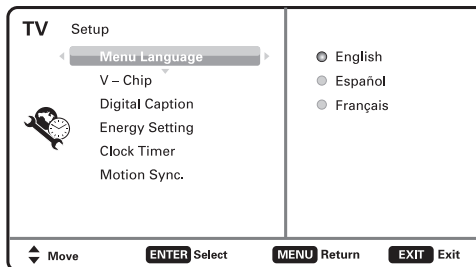 TV Setup
Menu Language
V – Chip
Digital Caption
Energy Setting
Clock Timer
Motion Sync.
English
Español
Français
Move ENTER Select MENU Return EXIT Exit